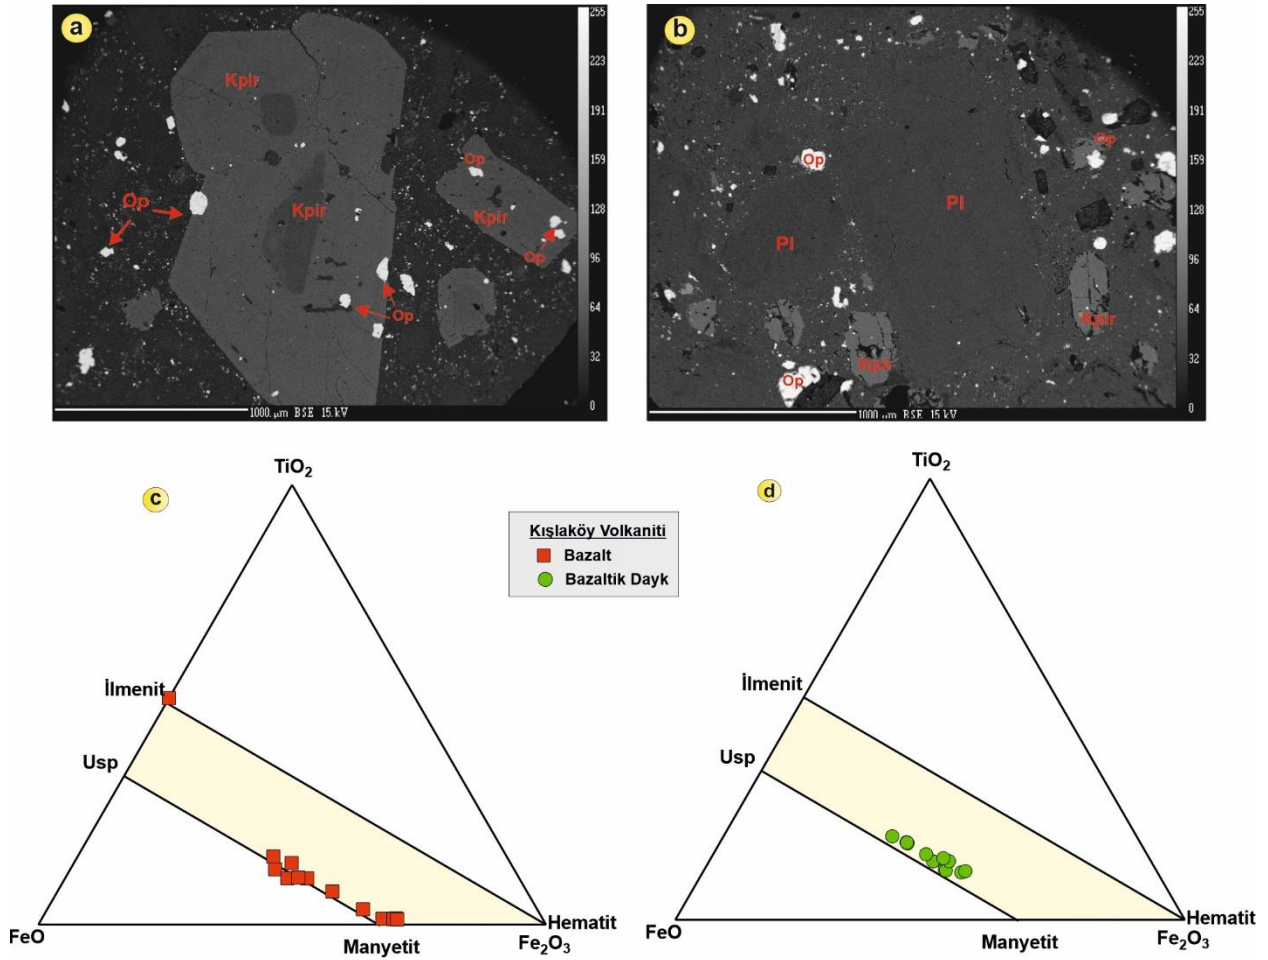 a
Kpir
Kpir
Op
Op
Op
Kpir
Op
1000.µm BSE 15.kV
255
223
191
159
128
96
64
32
0
b
Op
Op
Pl
Pl
Kpir
Kpir
Op
1000.µm BSE 15.kV
255
223
191
159
128
96
64
32
0
c
TiO2
İlmenit
Usp
FeO
Manyetit
Hematit
Fe2O3
Kışlaköy Volkaniti
Bazalt
Bazaltik Dayk
d
TiO2
İlmenit
Usp
FeO
Manyetit
Hematit
Fe2O3